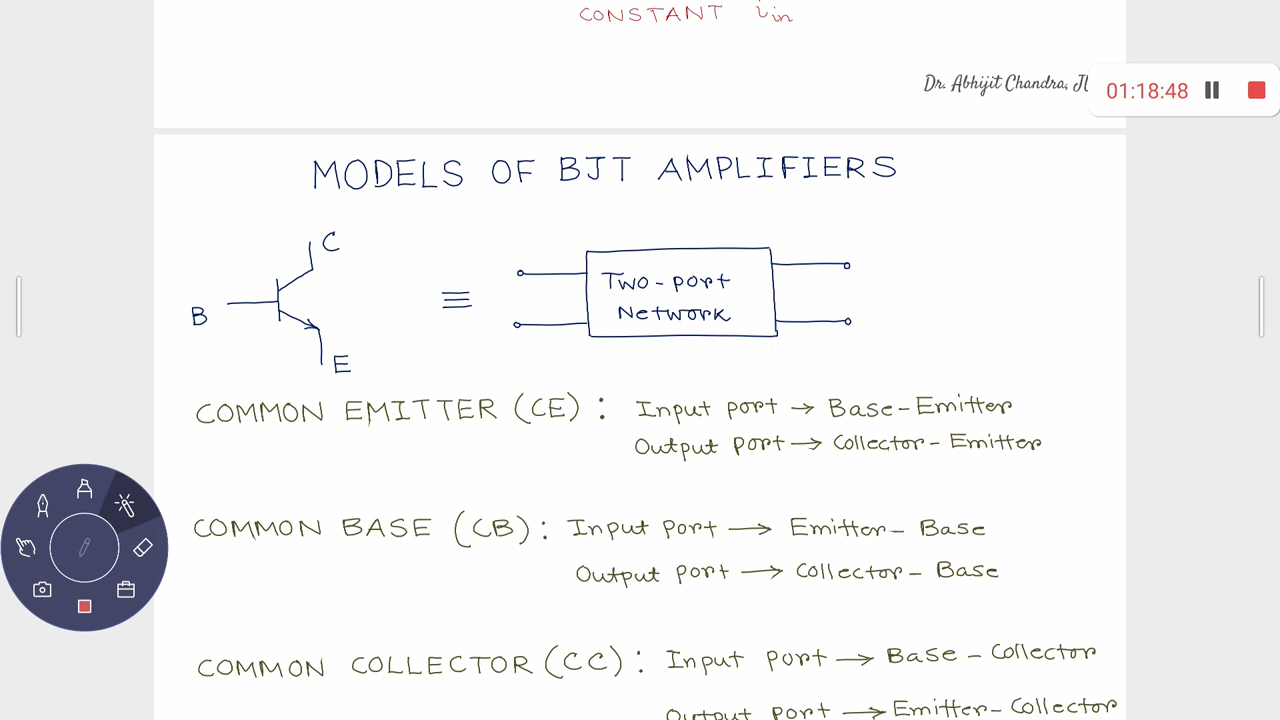 CONSTANT iin
Dr. Abhijit Chandra,
01:18:48
MODELS OF BJT AMPLIFIERS
C
B
E
≡
Two-port
Network
COMMON EMITTER (CE) : Input port → Base-Emitter
Output port → Collector-Emitter
COMMON BASE (CB) : Input port → Emitter-Base
Output port → Collector-Base
COMMON COLLECTOR (CC) : Input port → Base-Collector
Output port → Emitter-Collector